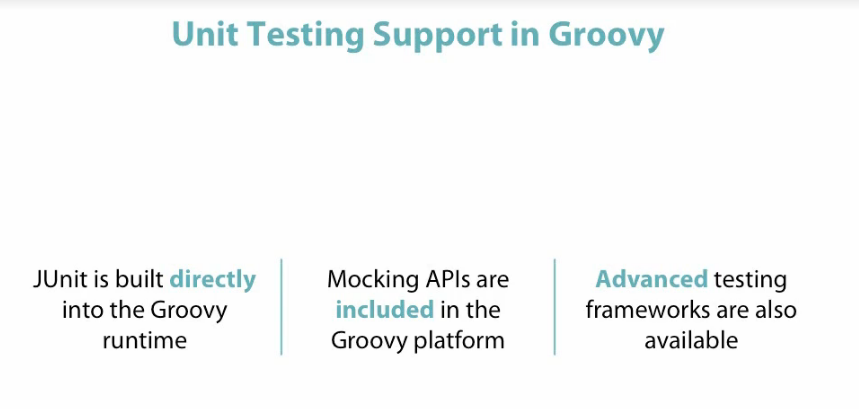 Unit Testing Support in Groovy
JUnit is built directly
into the Groovy
runtime
Mocking APIs are
included in the
Groovy platform
Advanced testing
frameworks are also
available